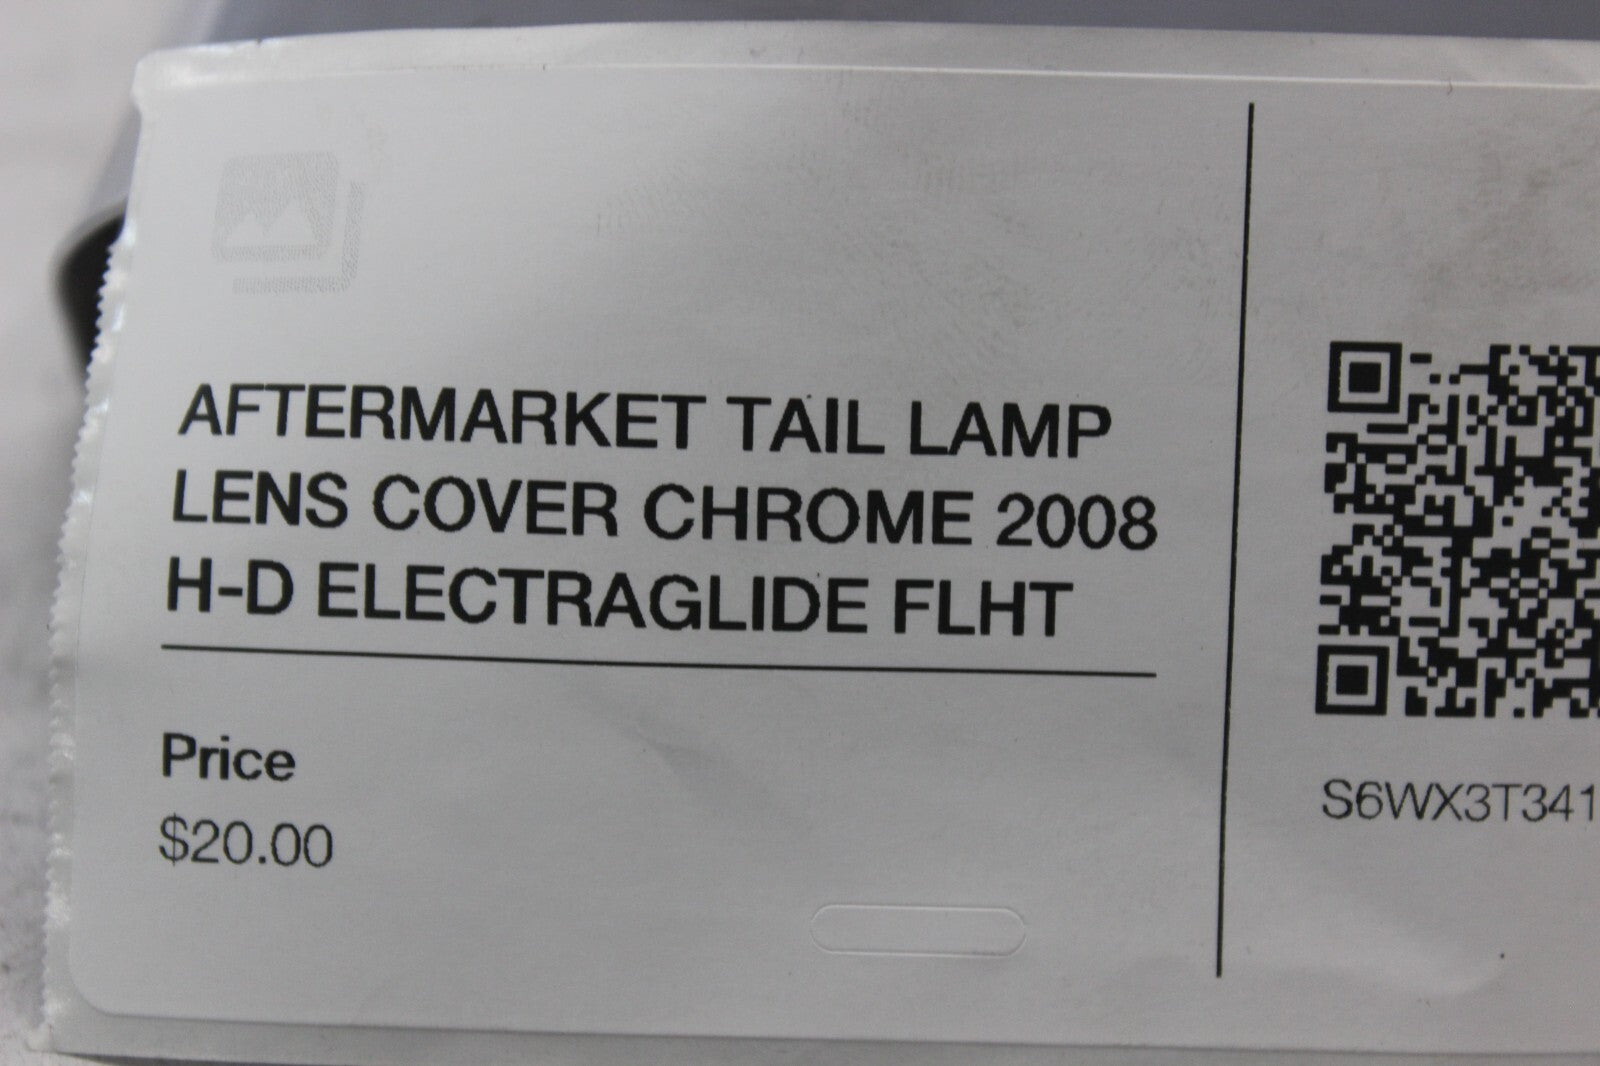 AFTERMARKET TAIL LAMP
LENS COVER CHROME 2008
H-D ELECTRAGLIDE FLHT
Price
$20.00
S6WX3T341